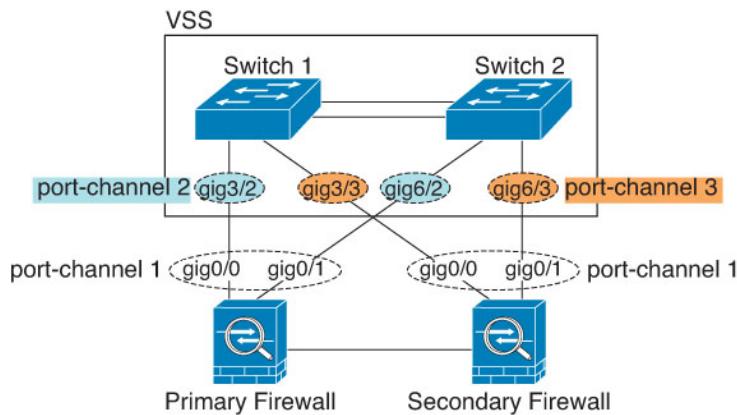 VSS
Switch 1
Switch 2
port-channel 2
gig3/2
gig3/3
gig6/2
gig6/3
port-channel 3
port-channel 1
gig0/0
gig0/1
gig0/0
gig0/1
port-channel 1
Primary Firewall
Secondary Firewall